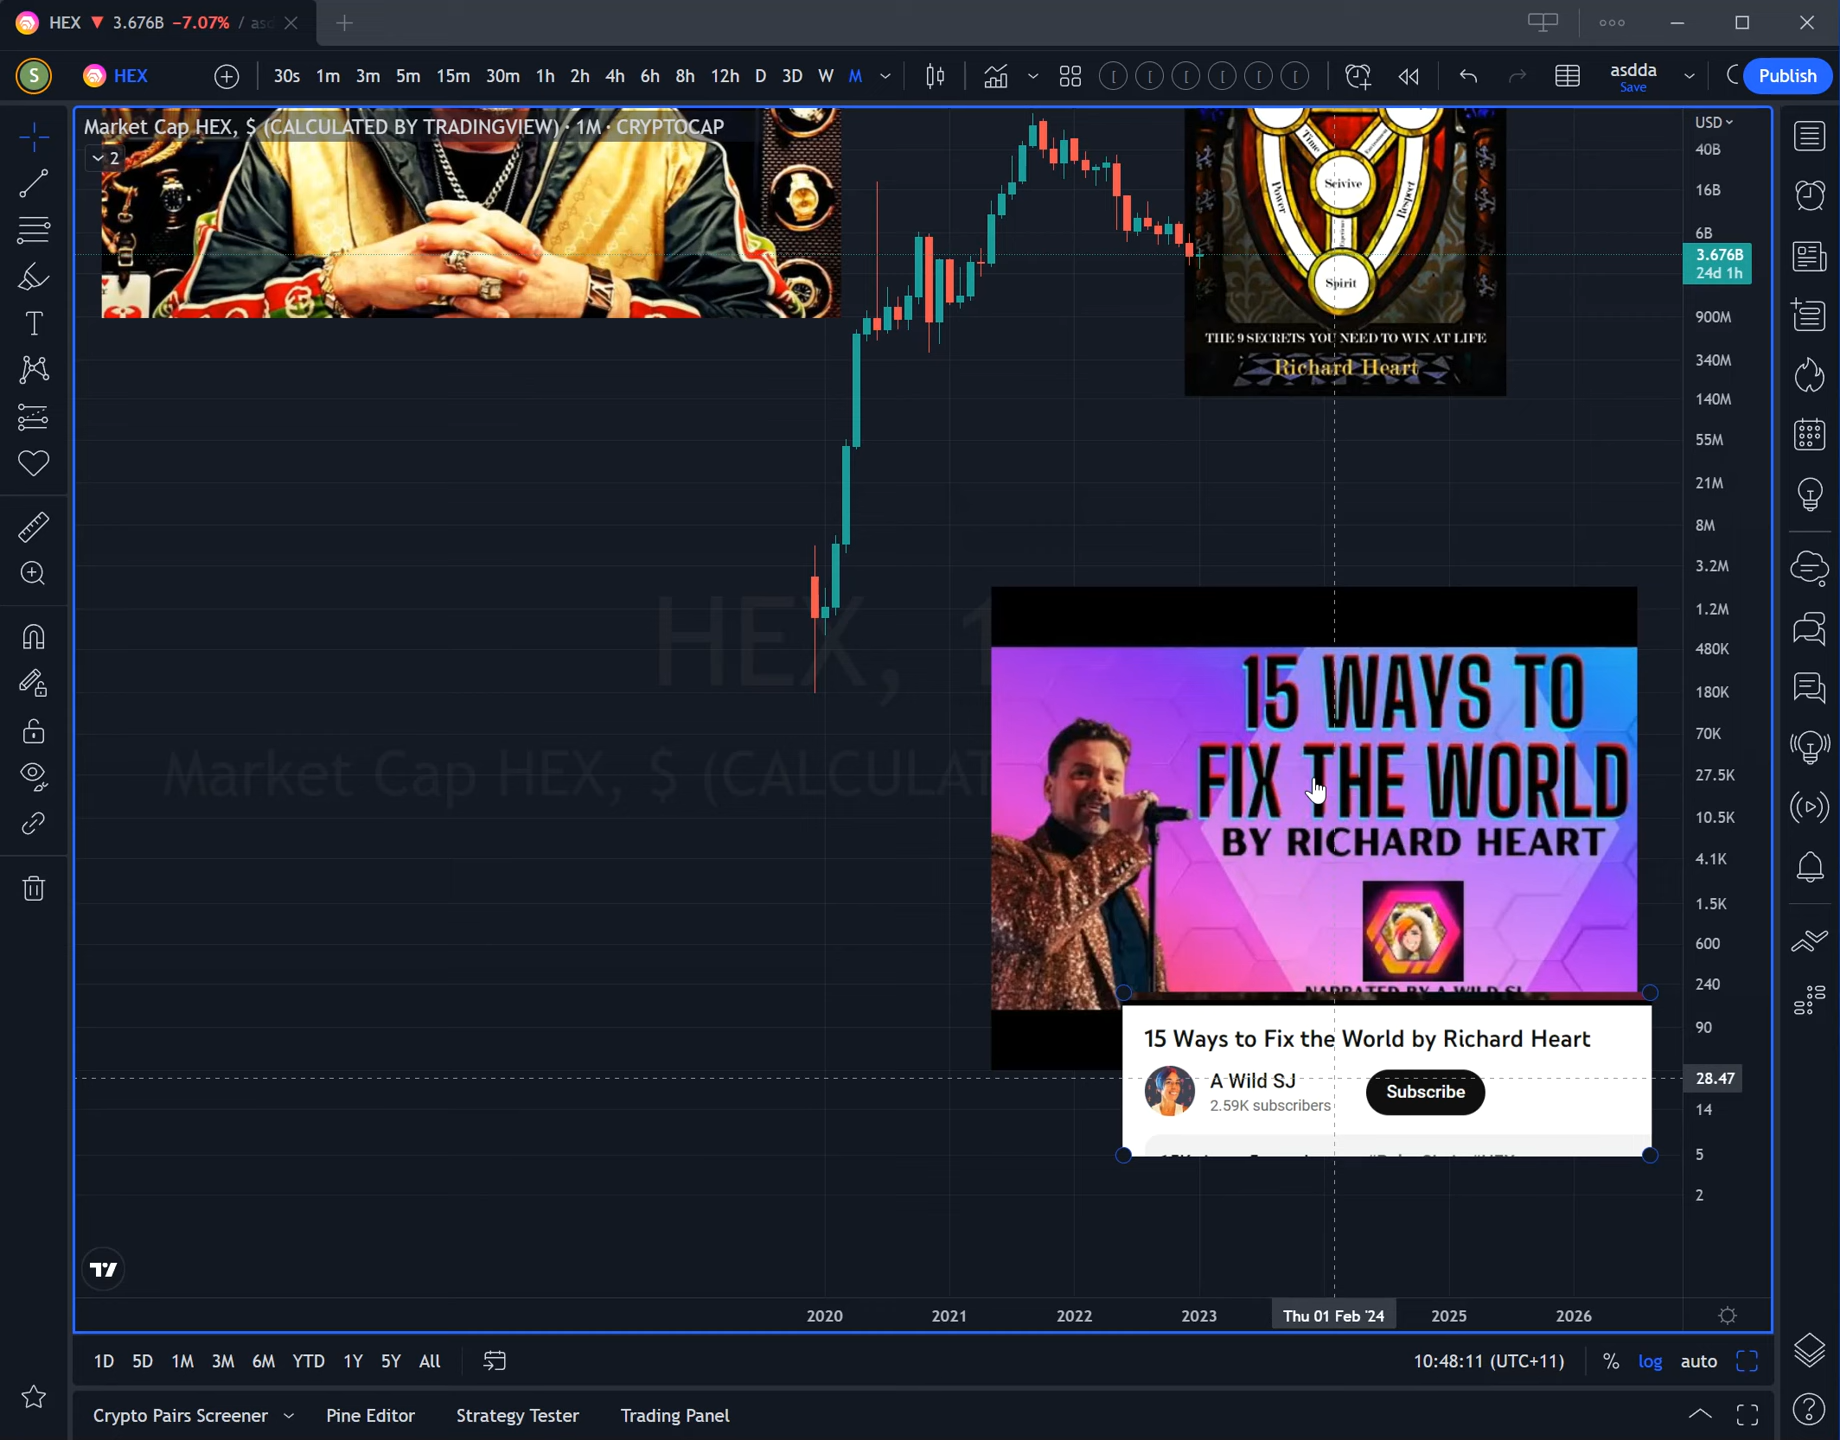 HEX ▼ 3.676B −7.07% / asd
S
HEX
30s 1m 3m 5m 15m 30m 1h 2h 4h 6h 8h 12h D 3D W M
asdda
Save
Publish
Market Cap HEX, $ (CALCULATED BY TRADINGVIEW) · 1M · CRYPTOCAP
2
USD
40B
16B
6B
3.676B
24d 1h
900M
340M
140M
55M
21M
8M
3.2M
1.2M
480K
180K
70K
27.5K
10.5K
4.1K
1.5K
600
240
90
28.47
14
5
2
Time
Power
Scivive
Experience
Respect
Spirit
THE 9 SECRETS YOU NEED TO WIN AT LIFE
Richard Heart
HEX, 1
Market Cap HEX, $ (CALCULAT
15 WAYS TO
FIX THE WORLD
BY RICHARD HEART
NARRATED BY A WILD SJ
15 Ways to Fix the World by Richard Heart
A Wild SJ
2.59K subscribers
Subscribe
2020 2021 2022 2023 Thu 01 Feb '24 2025 2026
1D 5D 1M 3M 6M YTD 1Y 5Y All
10:48:11 (UTC+11) % log auto
Crypto Pairs Screener Pine Editor Strategy Tester Trading Panel